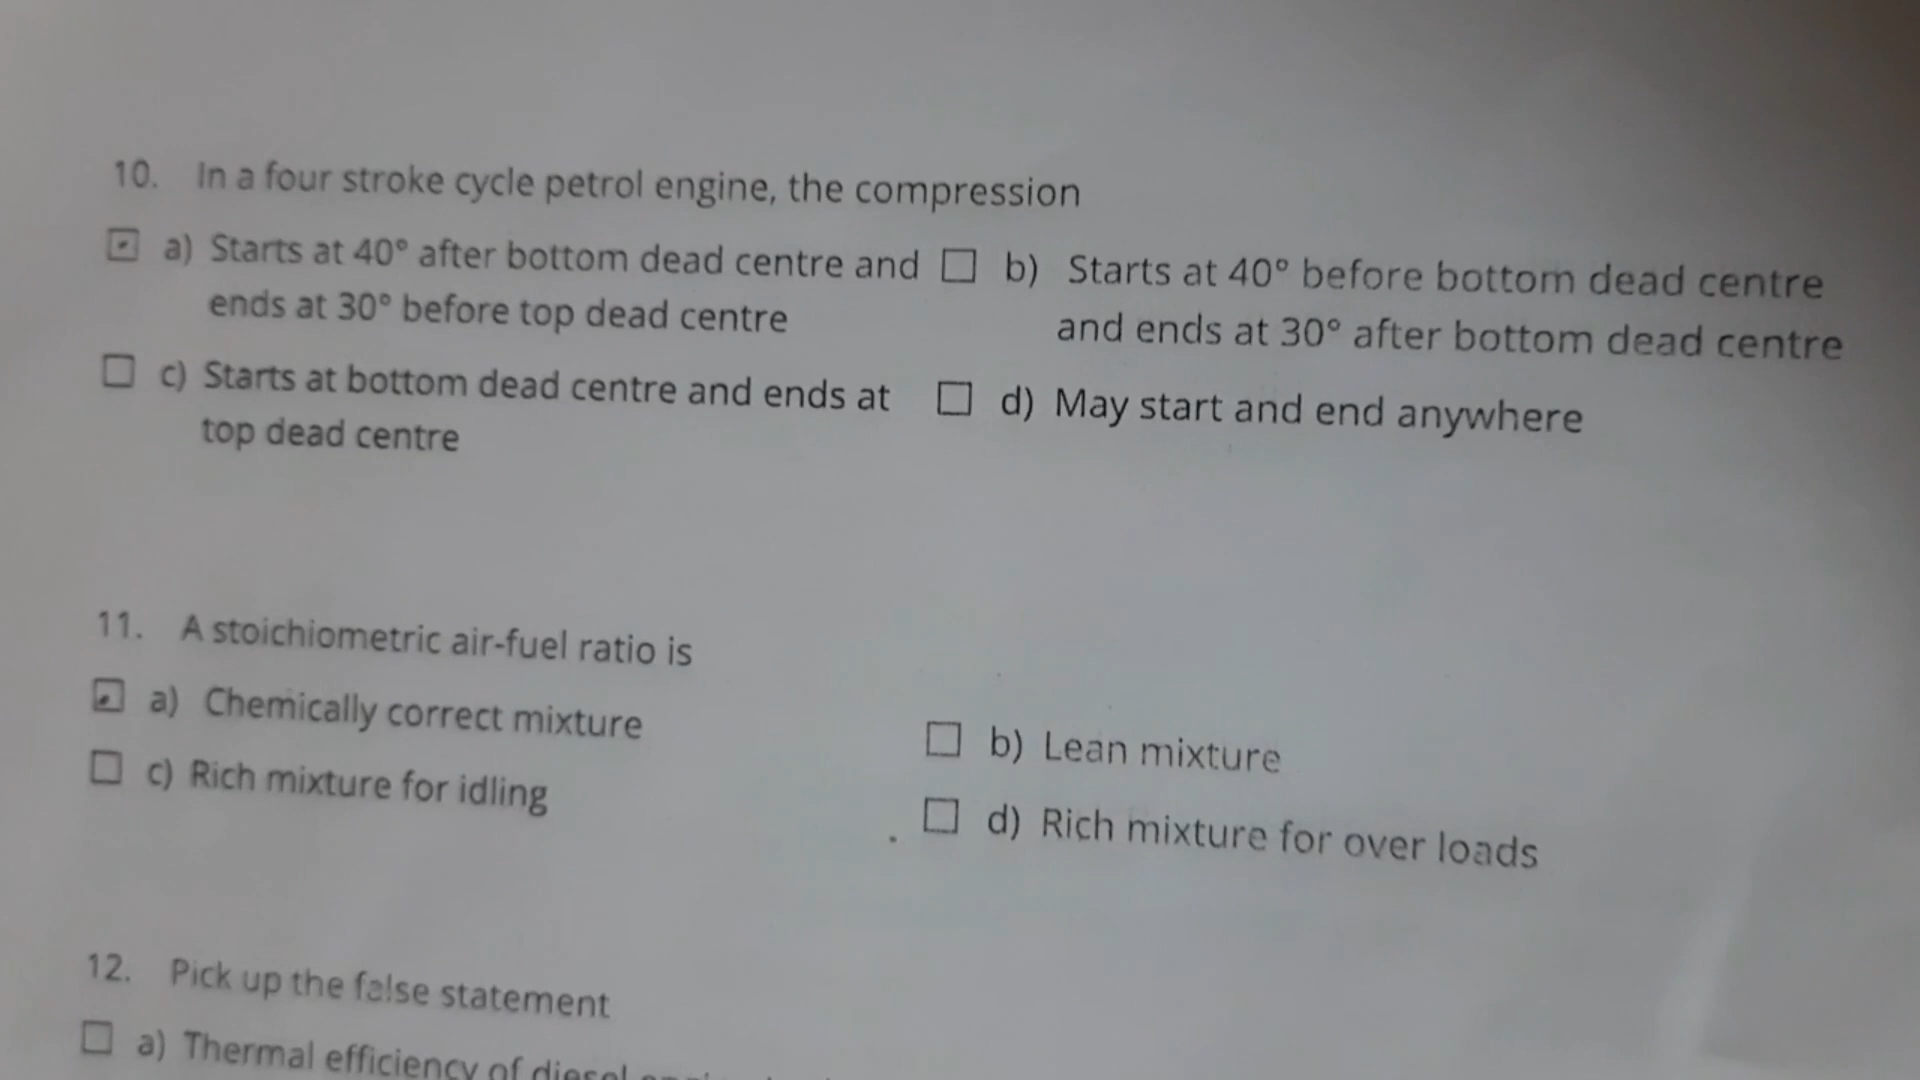 10. In a four stroke cycle petrol engine, the compression
a) Starts at 40° after bottom dead centre and
ends at 30° before top dead centre
b) Starts at 40° before bottom dead centre
and ends at 30° after bottom dead centre
c) Starts at bottom dead centre and ends at
top dead centre
d) May start and end anywhere
11. A stoichiometric air-fuel ratio is
a) Chemically correct mixture
b) Lean mixture
c) Rich mixture for idling
d) Rich mixture for over loads
12. Pick up the false statement
a) Thermal efficiency of diesel